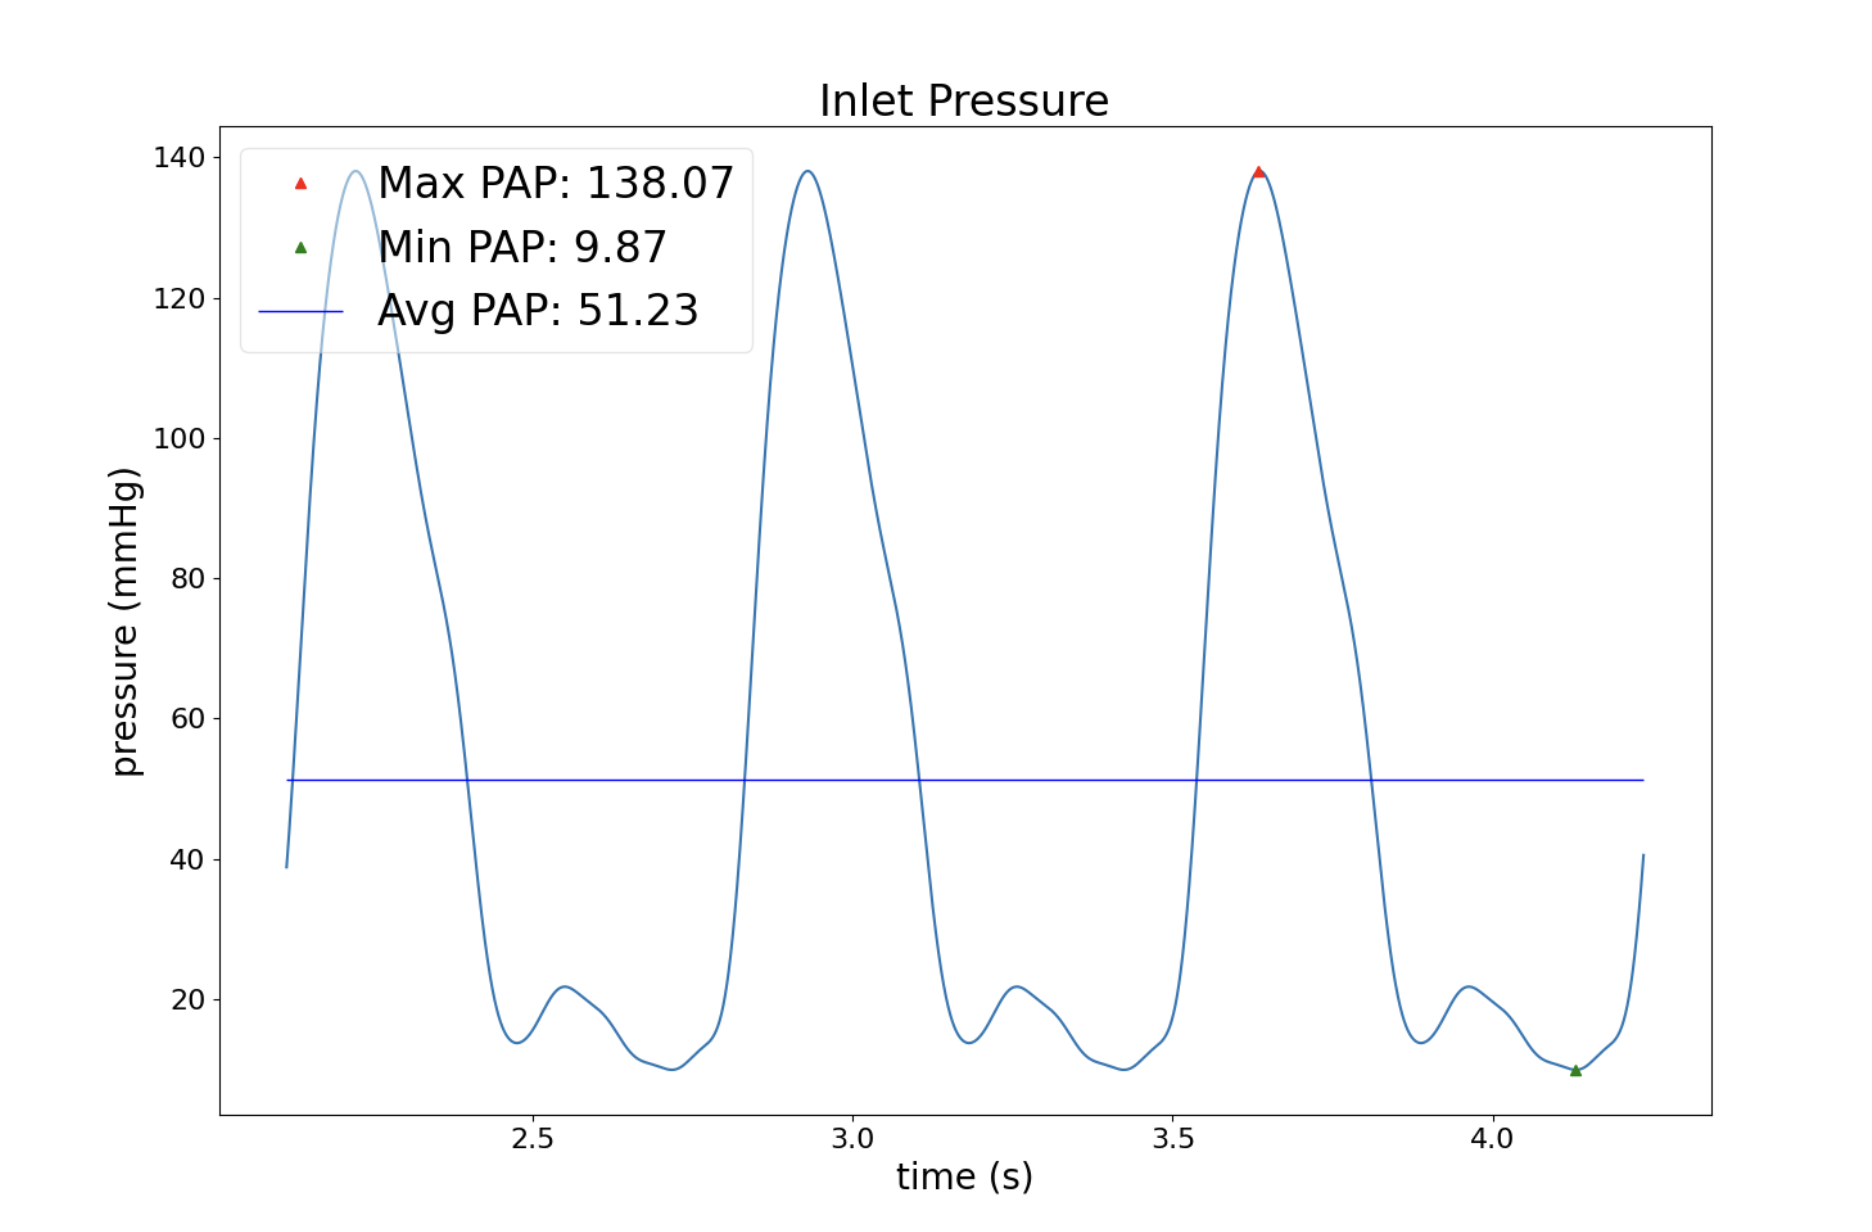 Inlet Pressure
Max PAP: 138.07
Min PAP: 9.87
Avg PAP: 51.23
pressure (mmHg)
140
120
100
80
60
40
20
2.5 3.0 3.5 4.0
time (s)